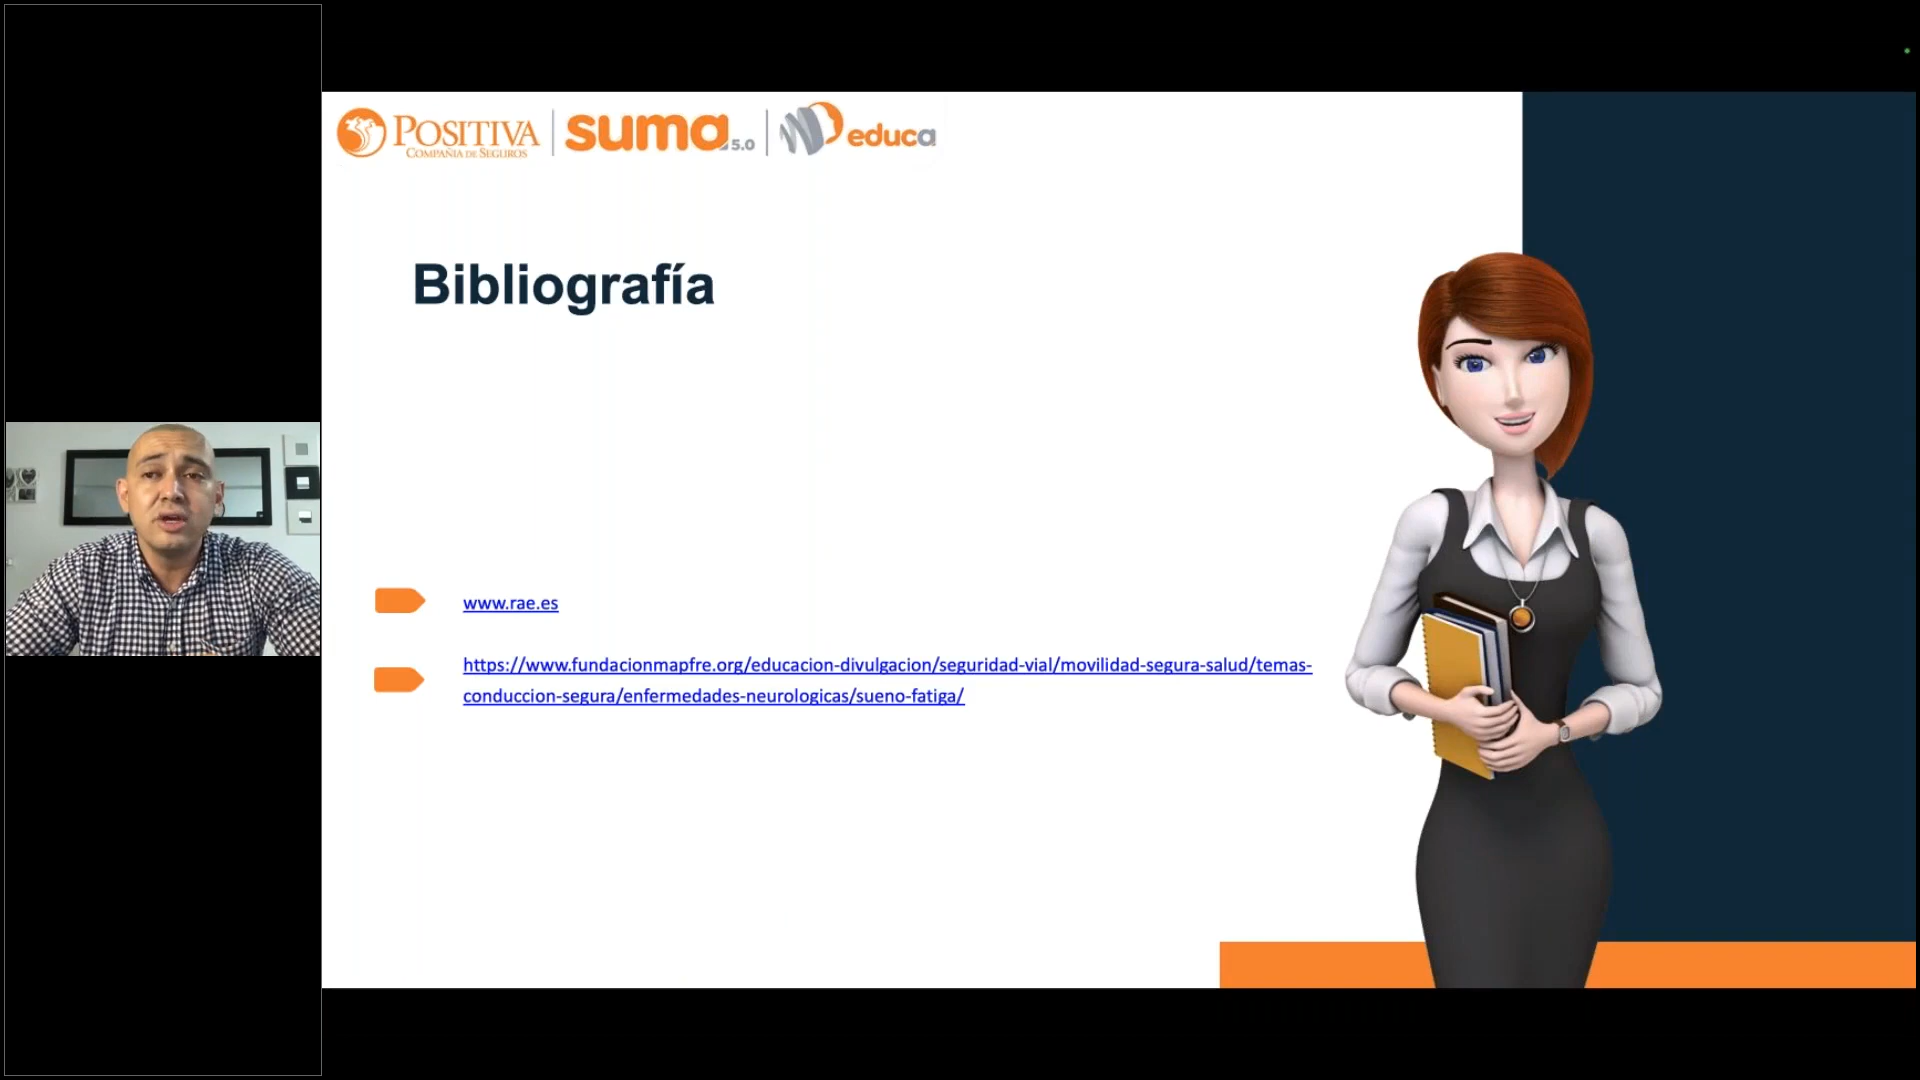 POSITIVA
COMPAÑIA DE SEGUROS
suma 5.0
educa
Bibliografía
www.rae.es
https://www.fundacionmapfre.org/educacion-divulgacion/seguridad-vial/movilidad-segura-salud/temas-
conduccion-segura/enfermedades-neurologicas/sueno-fatiga/